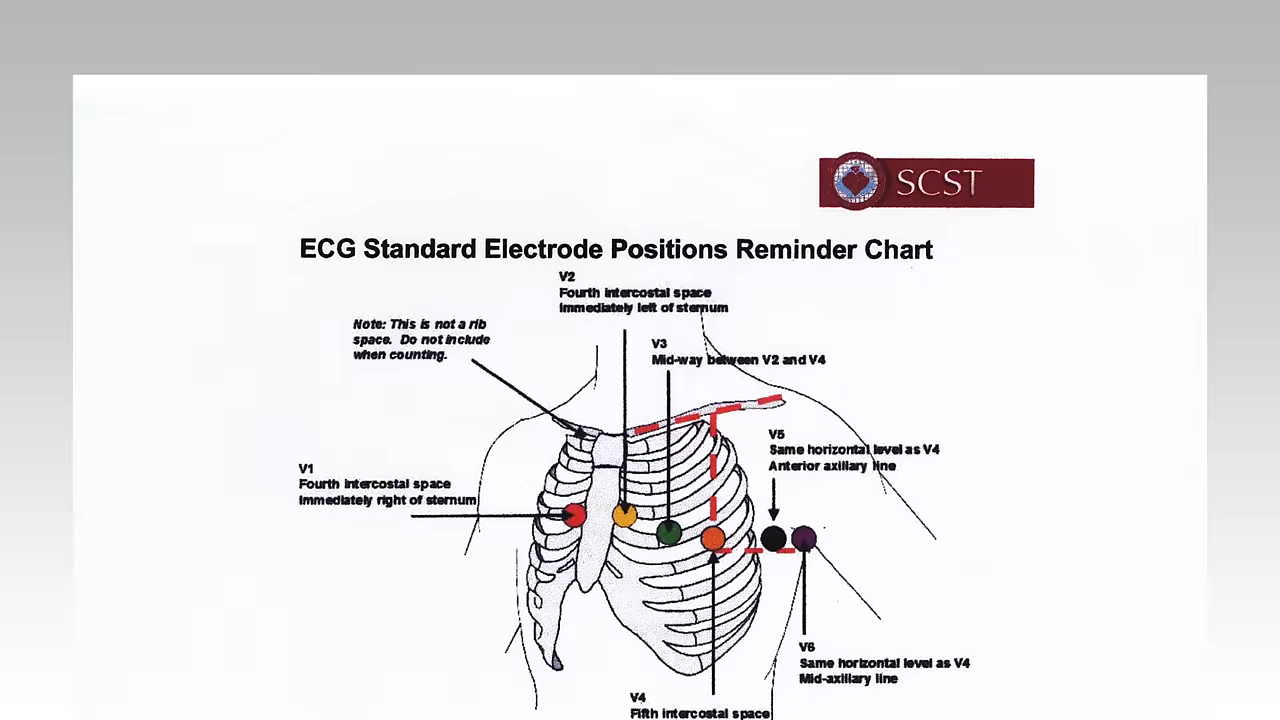 SCST
ECG Standard Electrode Positions Reminder Chart
V2
Fourth intercostal space
Immediately left of sternum
Note: This is not a rib
space. Do not include
when counting.
V3
Mid-way between V2 and V4
V5
Same horizontal level as V4
Anterior axillary line
V1
Fourth intercostal space
Immediately right of sternum
V6
Same horizontal level as V4
Mid-axillary line
V4
Fifth intercostal space